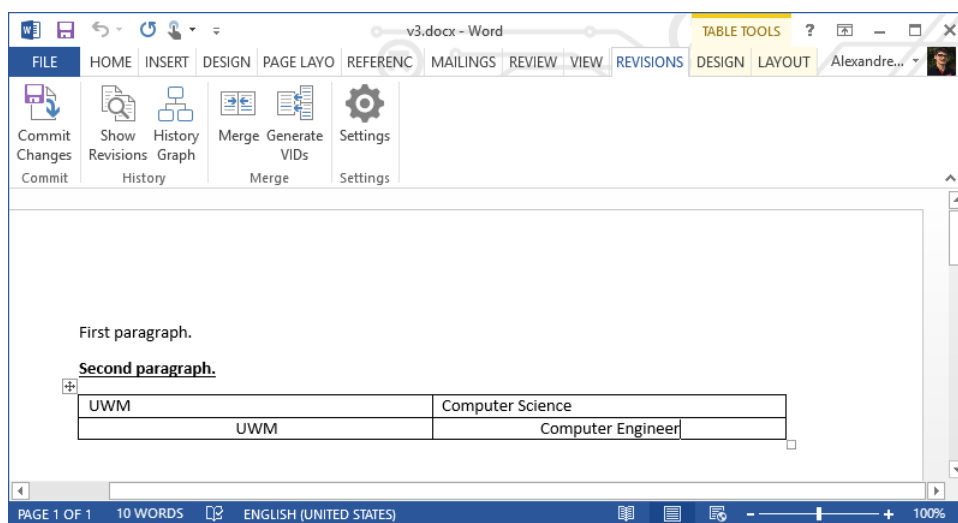 v3.docx - Word
TABLE TOOLS
?
FILE HOME INSERT DESIGN PAGE LAYO REFERENC MAILINGS REVIEW VIEW REVISIONS DESIGN LAYOUT Alexandre...
Commit Changes
Show Revisions
History Graph
Merge
Generate VIDs
Settings
Commit History Merge Settings
First paragraph.
Second paragraph.
UWM Computer Science
UWM Computer Engineer
PAGE 1 OF 1 10 WORDS ENGLISH (UNITED STATES) 100%